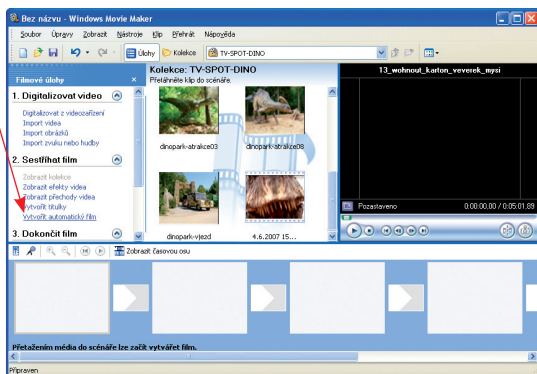 Bez názvu - Windows Movie Maker
Soubor Úpravy Zobrazit Nástroje Klip Přehrát Nápověda
Úlohy Kolekce TV-SPOT-DINO
Filmové úlohy
1. Digitalizovat video
Digitalizovat z videozařízení
Import videa
Import obrázků
Import zvuku nebo hudby
2. Sestříhat film
Zobrazit kolekce
Zobrazit efekty videa
Zobrazit přechody videa
Vytvořit titulky
Vytvořit automatický film
3. Dokončit film
Kolekce: TV-SPOT-DINO
Přetáhněte klip do scénáře.
dinopark-atrakce03 dinopark-atrakce08
dinopark-vjezd 4.6.2007 15...
13_wohnout_karton_veverek_mysi
Pozastaveno 0:00:00,00 / 0:05:01,89
Zobrazit časovou osu
Přetažením média do scénáře lze začít vytvářet film.
Připraven